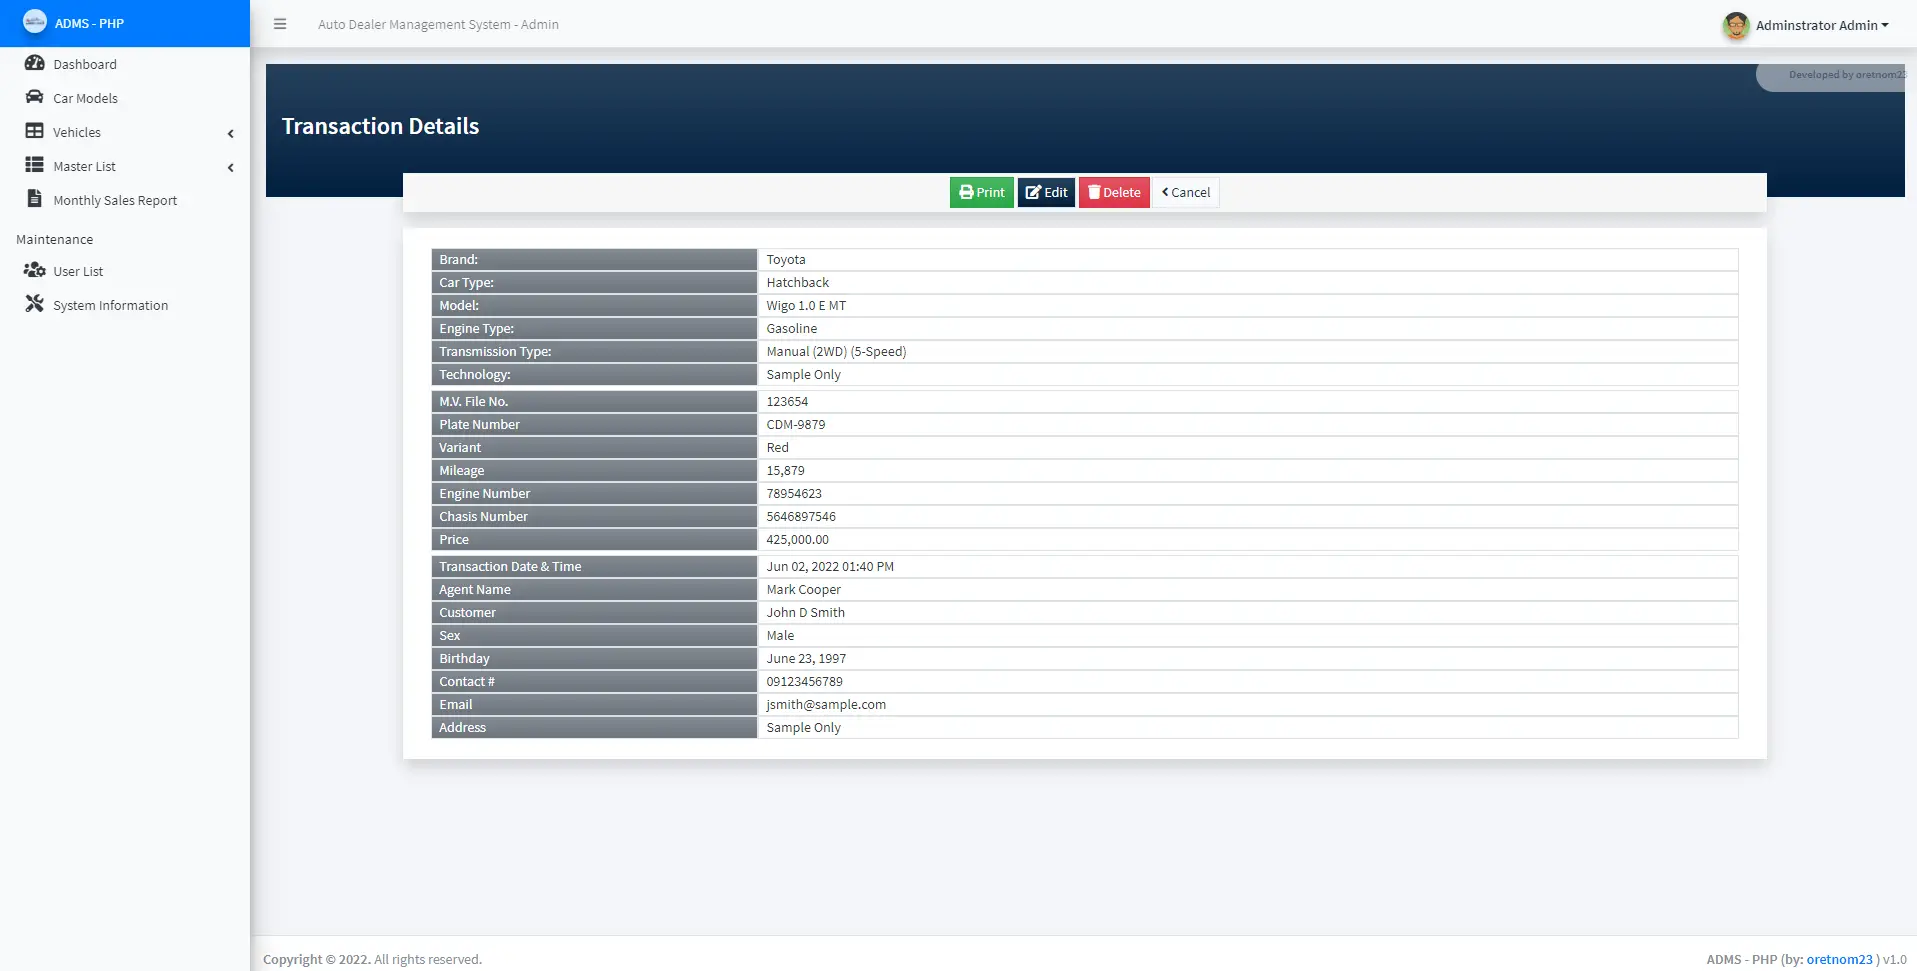 ADMS - PHP
Auto Dealer Management System - Admin
Adminstrator Admin
Dashboard
Car Models
Vehicles
Master List
Monthly Sales Report
Maintenance
User List
System Information
Developed by oretnom23
Transaction Details
Print Edit Delete Cancel
Brand: Toyota
Car Type: Hatchback
Model: Wigo 1.0 E MT
Engine Type: Gasoline
Transmission Type: Manual (2WD) (5-Speed)
Technology: Sample Only
M.V. File No. 123654
Plate Number CDM-9879
Variant Red
Mileage 15,879
Engine Number 78954623
Chasis Number 5646897546
Price 425,000.00
Transaction Date & Time Jun 02, 2022 01:40 PM
Agent Name Mark Cooper
Customer John D Smith
Sex Male
Birthday June 23, 1997
Contact # 09123456789
Email jsmith@sample.com
Address Sample Only
Copyright © 2022. All rights reserved.
ADMS - PHP (by: oretnom23 ) v1.0